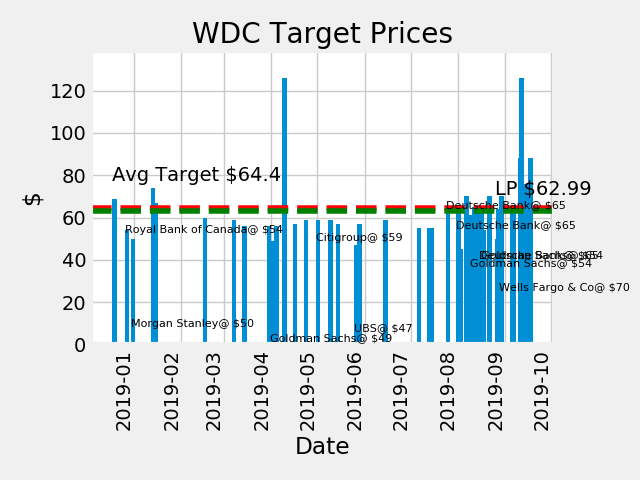 WDC Target Prices
$
120
100
80
60
40
20
0
Avg Target $64.4
LP $62.99
Deutsche Bank@ $65
Royal Bank of Canada@ $54
Deutsche Bank@ $65
Citigroup@ $59
Goldman Sachs@ $54
Wells Fargo & Co@ $70
Morgan Stanley@ $50
UBS@ $47
Goldman Sachs@ $49
2019-01
2019-02
2019-03
2019-04
2019-05
2019-06
2019-07
2019-08
2019-09
2019-10
Date